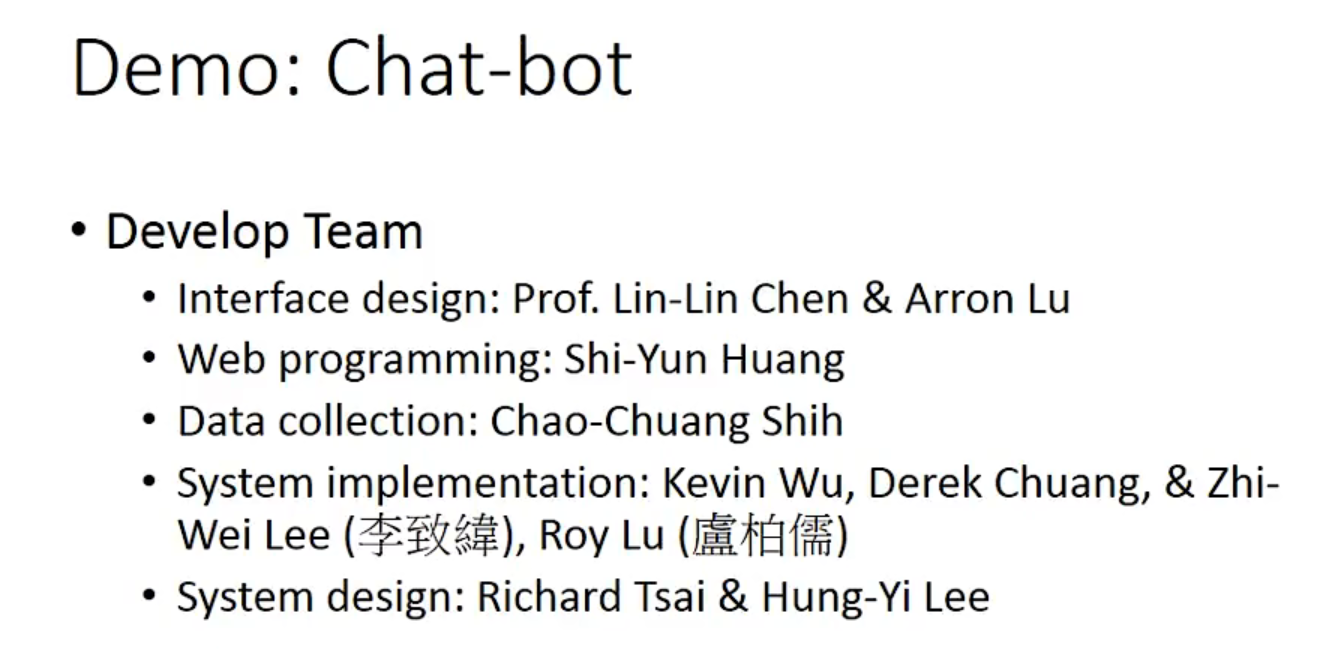 Demo: Chat-bot
• Develop Team
• Interface design: Prof. Lin-Lin Chen & Arron Lu
• Web programming: Shi-Yun Huang
• Data collection: Chao-Chuang Shih
• System implementation: Kevin Wu, Derek Chuang, & Zhi-
Wei Lee (李致緯), Roy Lu (盧柏儒)
• System design: Richard Tsai & Hung-Yi Lee